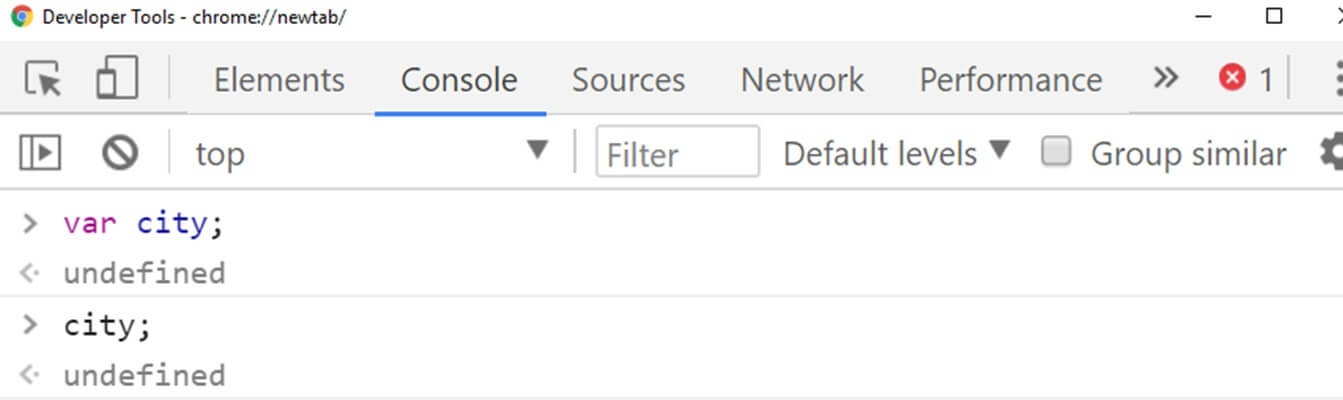 Developer Tools - chrome://newtab/
Elements Console Sources Network Performance » 1
top Filter Default levels Group similar
> var city;
undefined
> city;
undefined